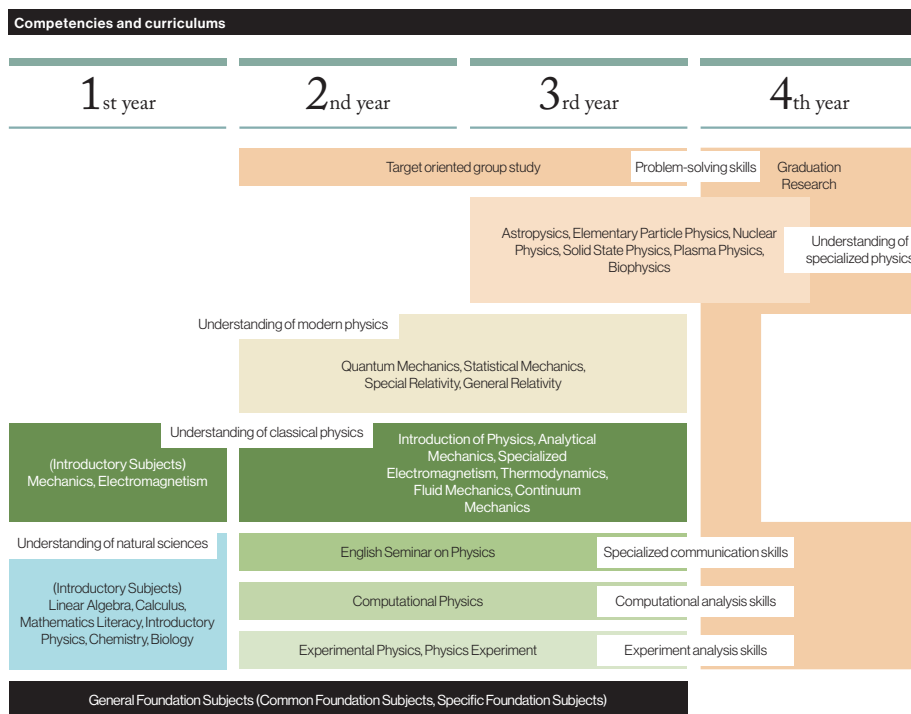 Competencies and curriculums
1st year
2nd year
3rd year
4th year
Target oriented group study
Problem-solving skills
Graduation
Research
Astropysics, Elementary Particle Physics, Nuclear
Physics, Solid State Physics, Plasma Physics,
Biophysics
Understanding of
specialized physics
Understanding of modern physics
Quantum Mechanics, Statistical Mechanics,
Special Relativity, General Relativity
Understanding of classical physics
(Introductory Subjects)
Mechanics, Electromagnetism
Introduction of Physics, Analytical
Mechanics, Specialized
Electromagnetism, Thermodynamics,
Fluid Mechanics, Continuum
Mechanics
Understanding of natural sciences
(Introductory Subjects)
Linear Algebra, Calculus,
Mathematics Literacy, Introductory
Physics, Chemistry, Biology
English Seminar on Physics
Specialized communication skills
Computational Physics
Computational analysis skills
Experimental Physics, Physics Experiment
Experiment analysis skills
General Foundation Subjects (Common Foundation Subjects, Specific Foundation Subjects)